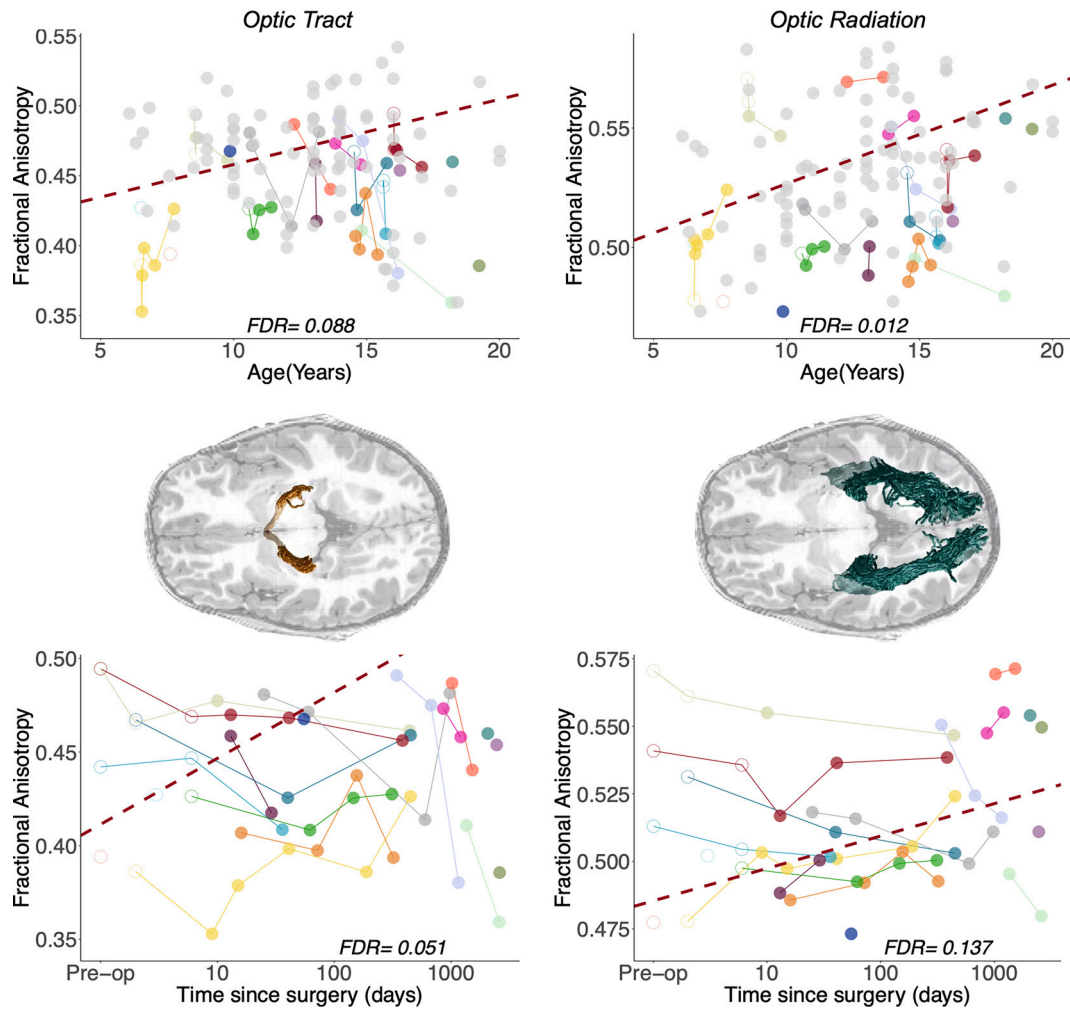 Optic Tract
Optic Radiation
Fractional Anisotropy
0.55
0.50
0.45
0.40
0.35
FDR= 0.088
5
10
15
20
Age(Years)
Fractional Anisotropy
0.55
0.50
FDR= 0.012
5
10
15
20
Age(Years)
Fractional Anisotropy
0.50
0.45
0.40
0.35
FDR= 0.051
Pre-op
10
100
1000
Time since surgery (days)
Fractional Anisotropy
0.575
0.550
0.525
0.500
0.475
FDR= 0.137
Pre-op
10
100
1000
Time since surgery (days)